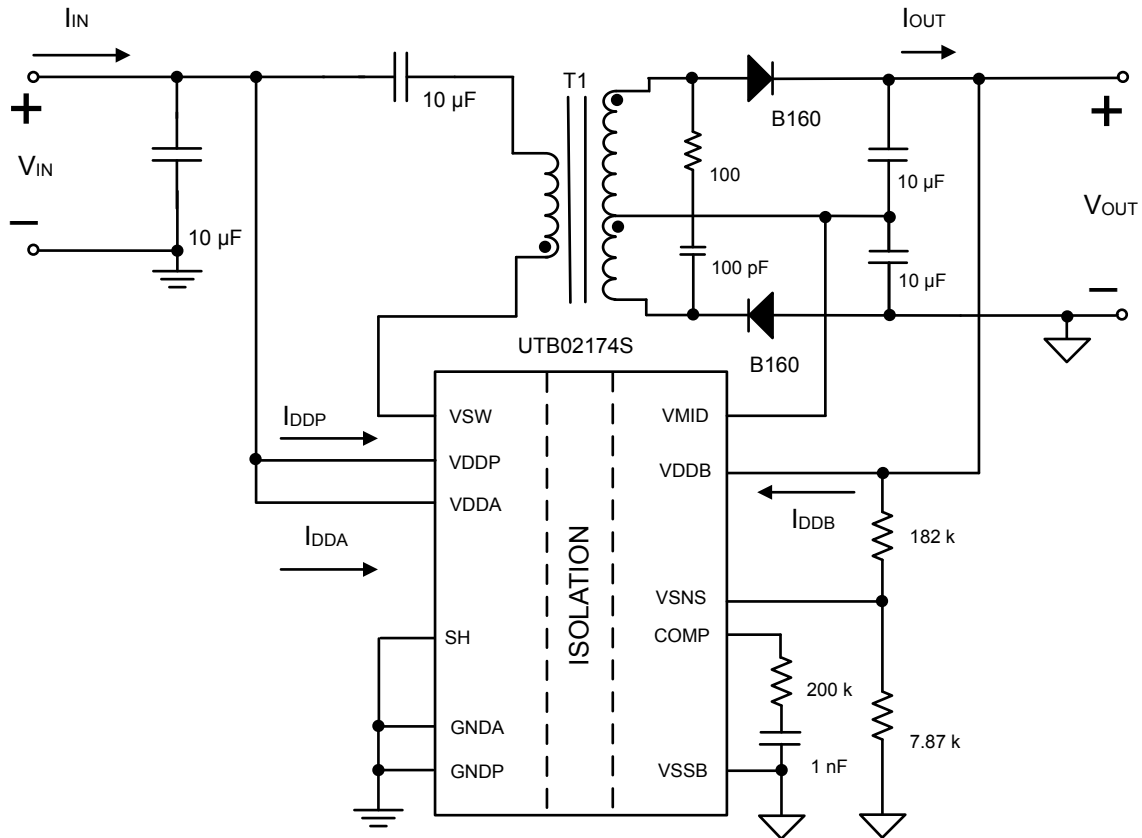 IIN
IOUT
+
10 µF
T1
B160
+
VIN
100
10 µF
VOUT
−
10 µF
100 pF
10 µF
−
UTB02174S
B160
VSW
VMID
IDDP
VDDP
VDDB
VDDA
IDDB
182 k
IDDA
ISOLATION
VSNS
SH
COMP
200 k
GNDA
7.87 k
GNDP
VSSB
1 nF